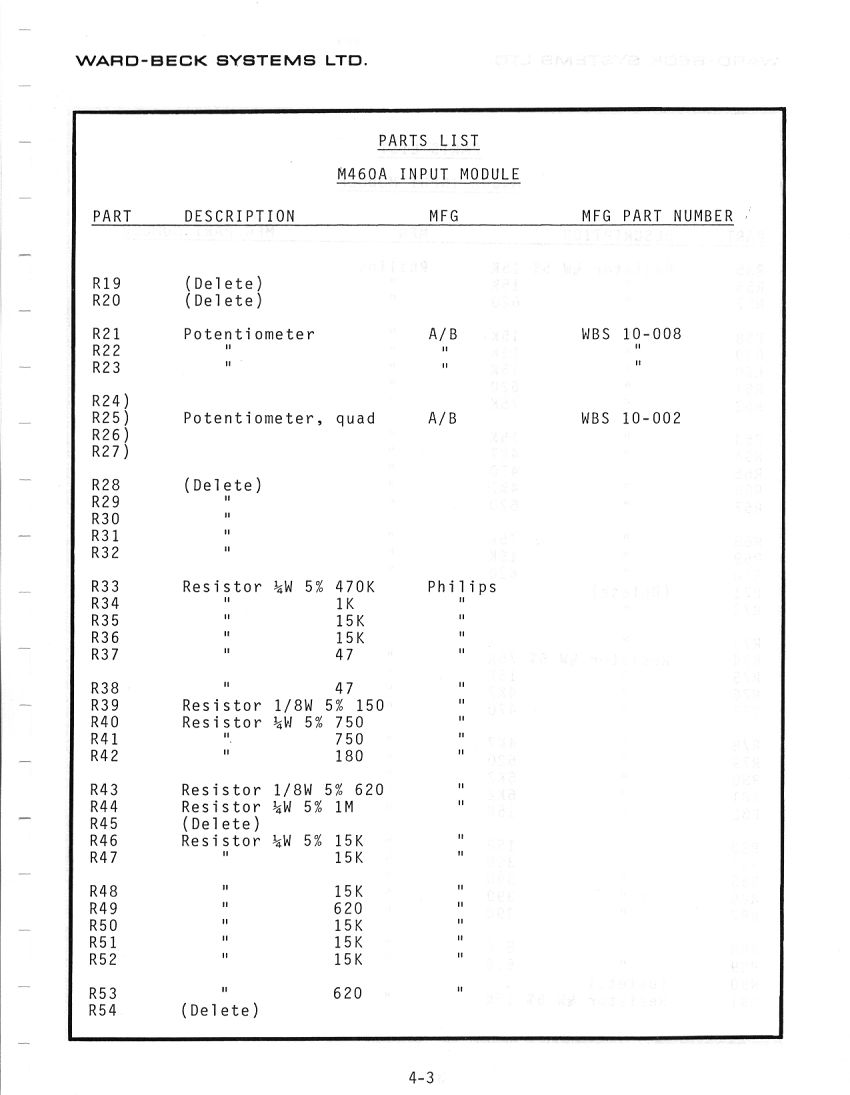 WARD-BECK SYSTEMS LTD.
PARTS LIST
M460A INPUT MODULE
PART DESCRIPTION MFG MFG PART NUMBER
R19 (Delete)
R20 (Delete)
R21 Potentiometer A/B WBS 10-008
R22 " " "
R23 " " "
R24)
R25) Potentiometer, quad A/B WBS 10-002
R26)
R27)
R28 (Delete)
R29 "
R30 "
R31 "
R32 "
R33 Resistor ¼W 5% 470K Philips
R34 " 1K "
R35 " 15K "
R36 " 15K "
R37 " 47 "
R38 " 47 "
R39 Resistor 1/8W 5% 150 "
R40 Resistor ¼W 5% 750 "
R41 " 750 "
R42 " 180 "
R43 Resistor 1/8W 5% 620 "
R44 Resistor ¼W 5% 1M "
R45 (Delete)
R46 Resistor ¼W 5% 15K "
R47 " 15K "
R48 " 15K "
R49 " 620 "
R50 " 15K "
R51 " 15K "
R52 " 15K "
R53 " 620 "
R54 (Delete)
4-3